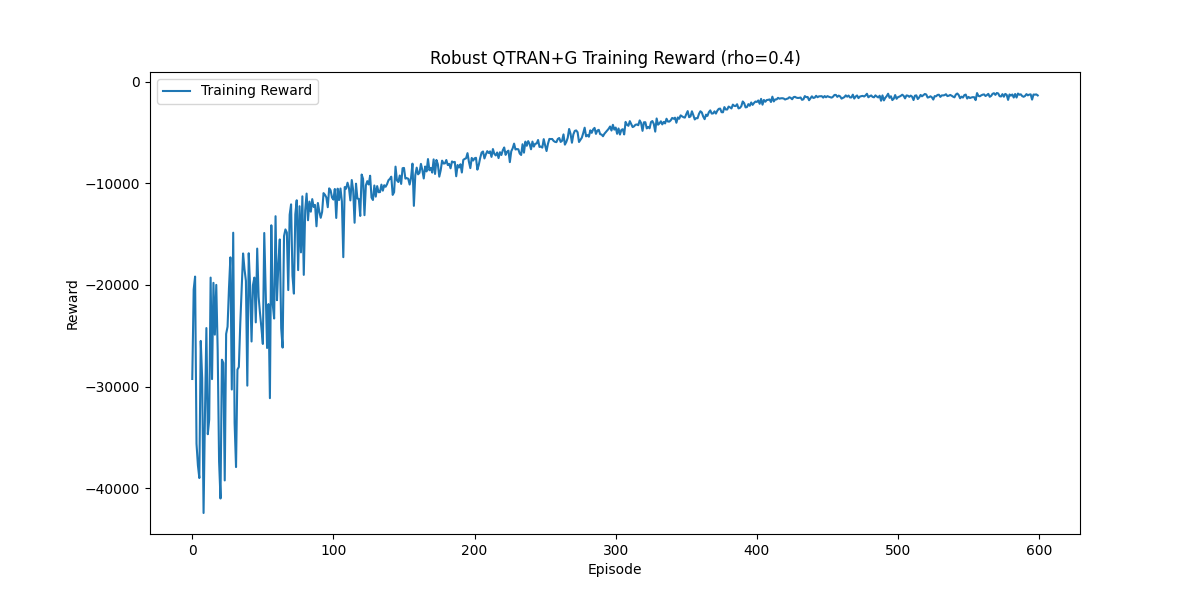 Robust QTRAN+G Training Reward (rho=0.4)
Training Reward
0
−10000
−20000
−30000
−40000
Reward
0 100 200 300 400 500 600
Episode